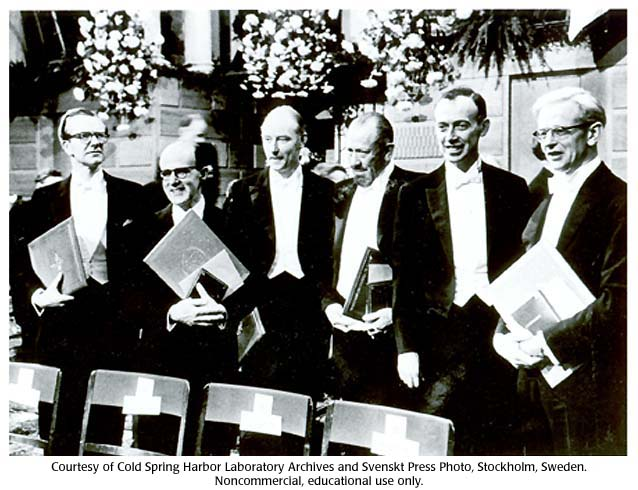 Courtesy of Cold Spring Harbor Laboratory Archives and Svenskt Press Photo, Stockholm, Sweden.
Noncommercial, educational use only.